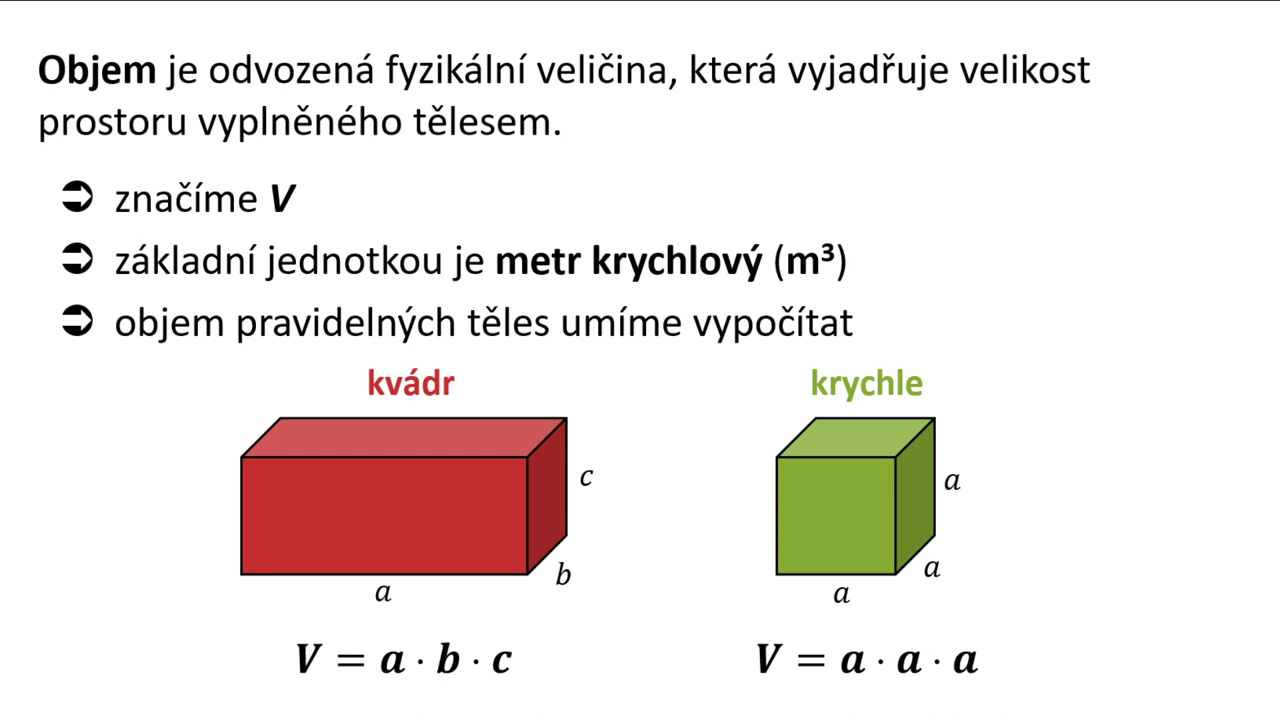 Objem je odvozená fyzikální veličina, která vyjadřuje velikost
prostoru vyplněného tělesem.
➲ značíme V
➲ základní jednotkou je metr krychlový (m³)
➲ objem pravidelných těles umíme vypočítat
kvádr
c
b
a
V = a · b · c
krychle
a
a
a
V = a · a · a